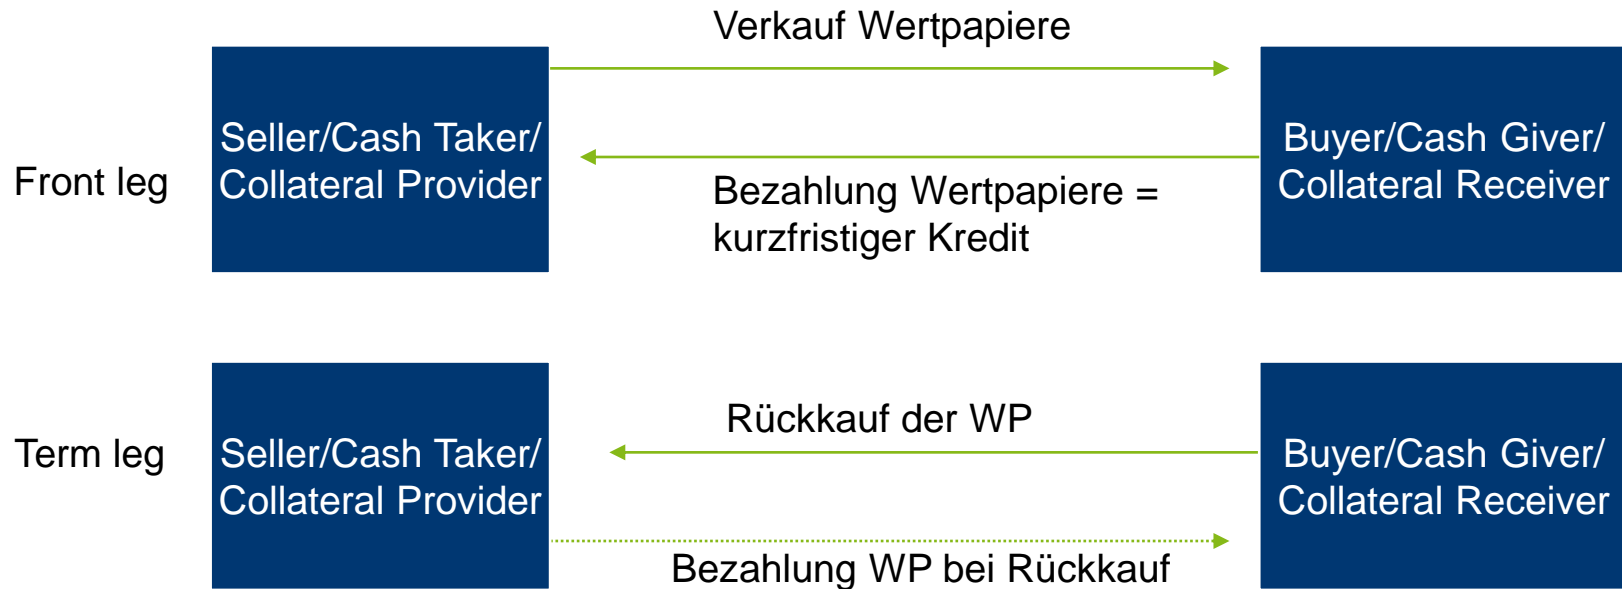 Verkauf Wertpapiere
Front leg
Seller/Cash Taker/
Collateral Provider
Bezahlung Wertpapiere =
kurzfristiger Kredit
Buyer/Cash Giver/
Collateral Receiver
Term leg
Seller/Cash Taker/
Collateral Provider
Rückkauf der WP
Bezahlung WP bei Rückkauf
Buyer/Cash Giver/
Collateral Receiver